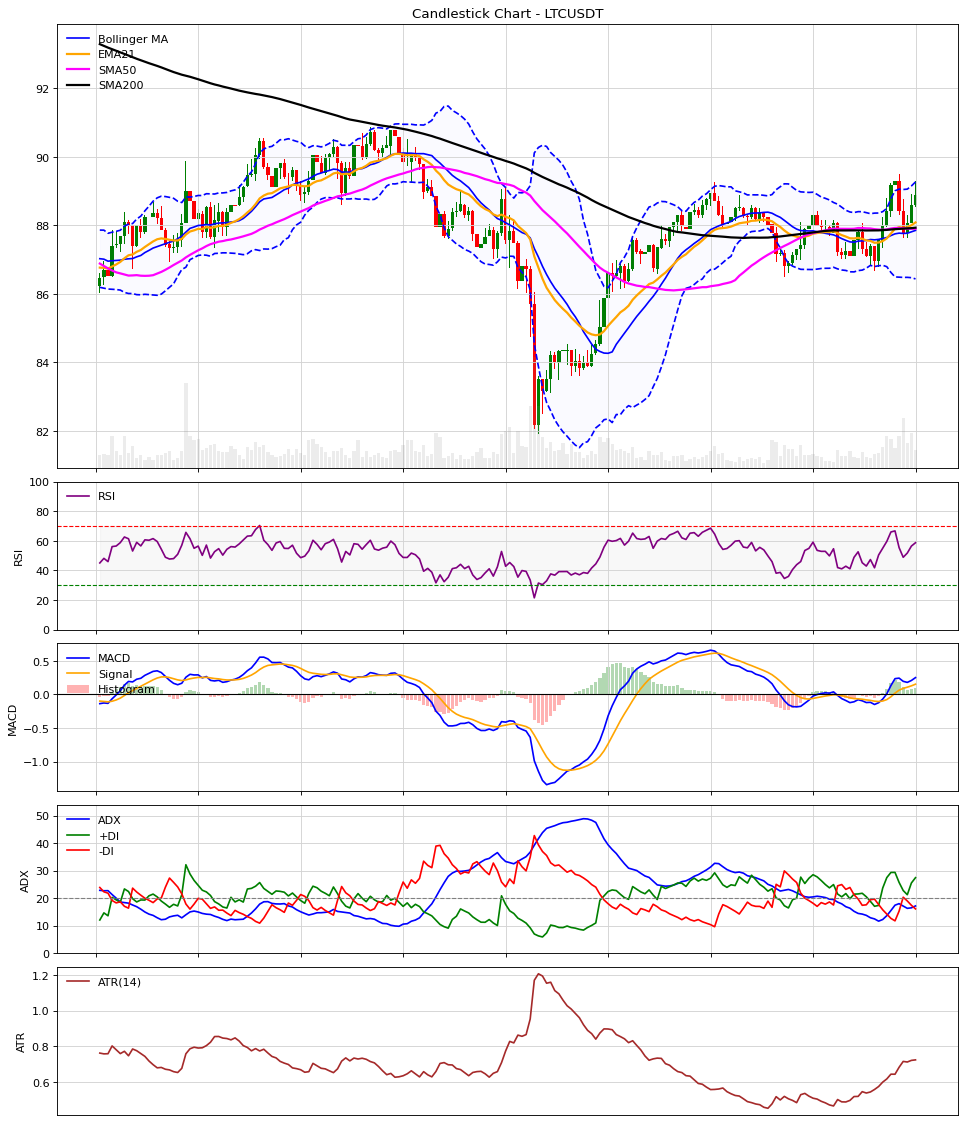 Candlestick Chart - LTCUSDT
Bollinger MA
EMA21
SMA50
SMA200
92
90
88
86
84
82
100
80
60
40
20
0
RSI
RSI
0.5
0.0
−0.5
−1.0
MACD
MACD
Signal
Histogram
50
40
30
20
10
0
ADX
ADX
+DI
-DI
1.2
1.0
0.8
0.6
ATR
ATR(14)